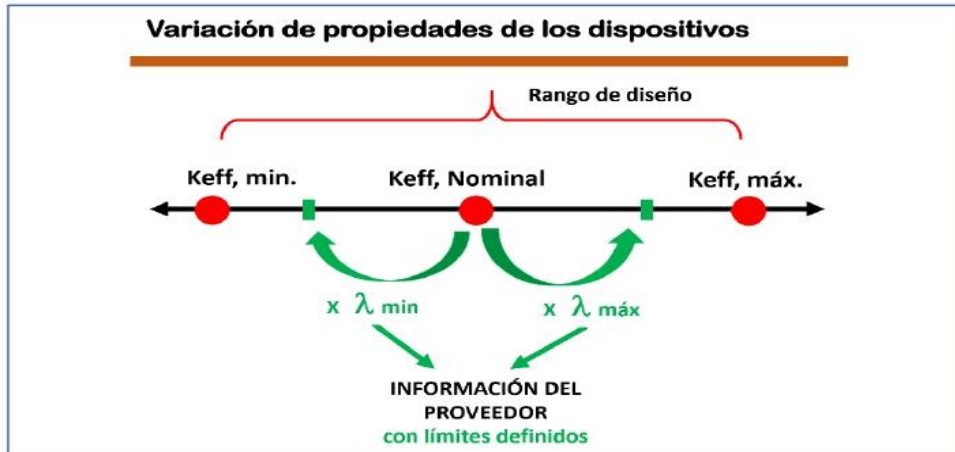 Variación de propiedades de los dispositivos
Rango de diseño
Keff, min.
Keff, Nominal
Keff, máx.
x λ min
x λ máx
INFORMACIÓN DEL
PROVEEDOR
con límites definidos